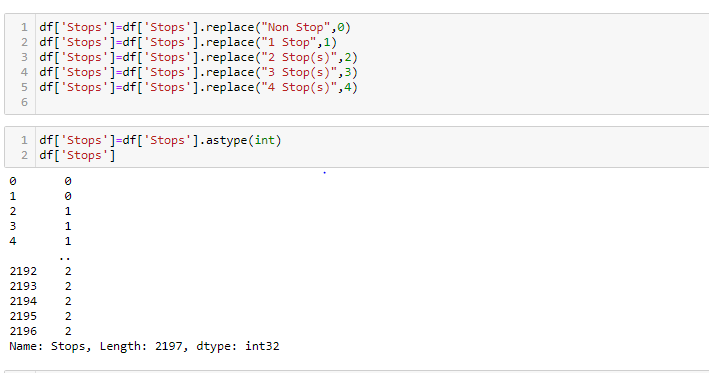 1 df['Stops']=df['Stops'].replace("Non Stop",0)
2 df['Stops']=df['Stops'].replace("1 Stop",1)
3 df['Stops']=df['Stops'].replace("2 Stop(s)",2)
4 df['Stops']=df['Stops'].replace("3 Stop(s)",3)
5 df['Stops']=df['Stops'].replace("4 Stop(s)",4)
6
1 df['Stops']=df['Stops'].astype(int)
2 df['Stops']
0 0
1 0
2 1
3 1
4 1
..
2192 2
2193 2
2194 2
2195 2
2196 2
Name: Stops, Length: 2197, dtype: int32